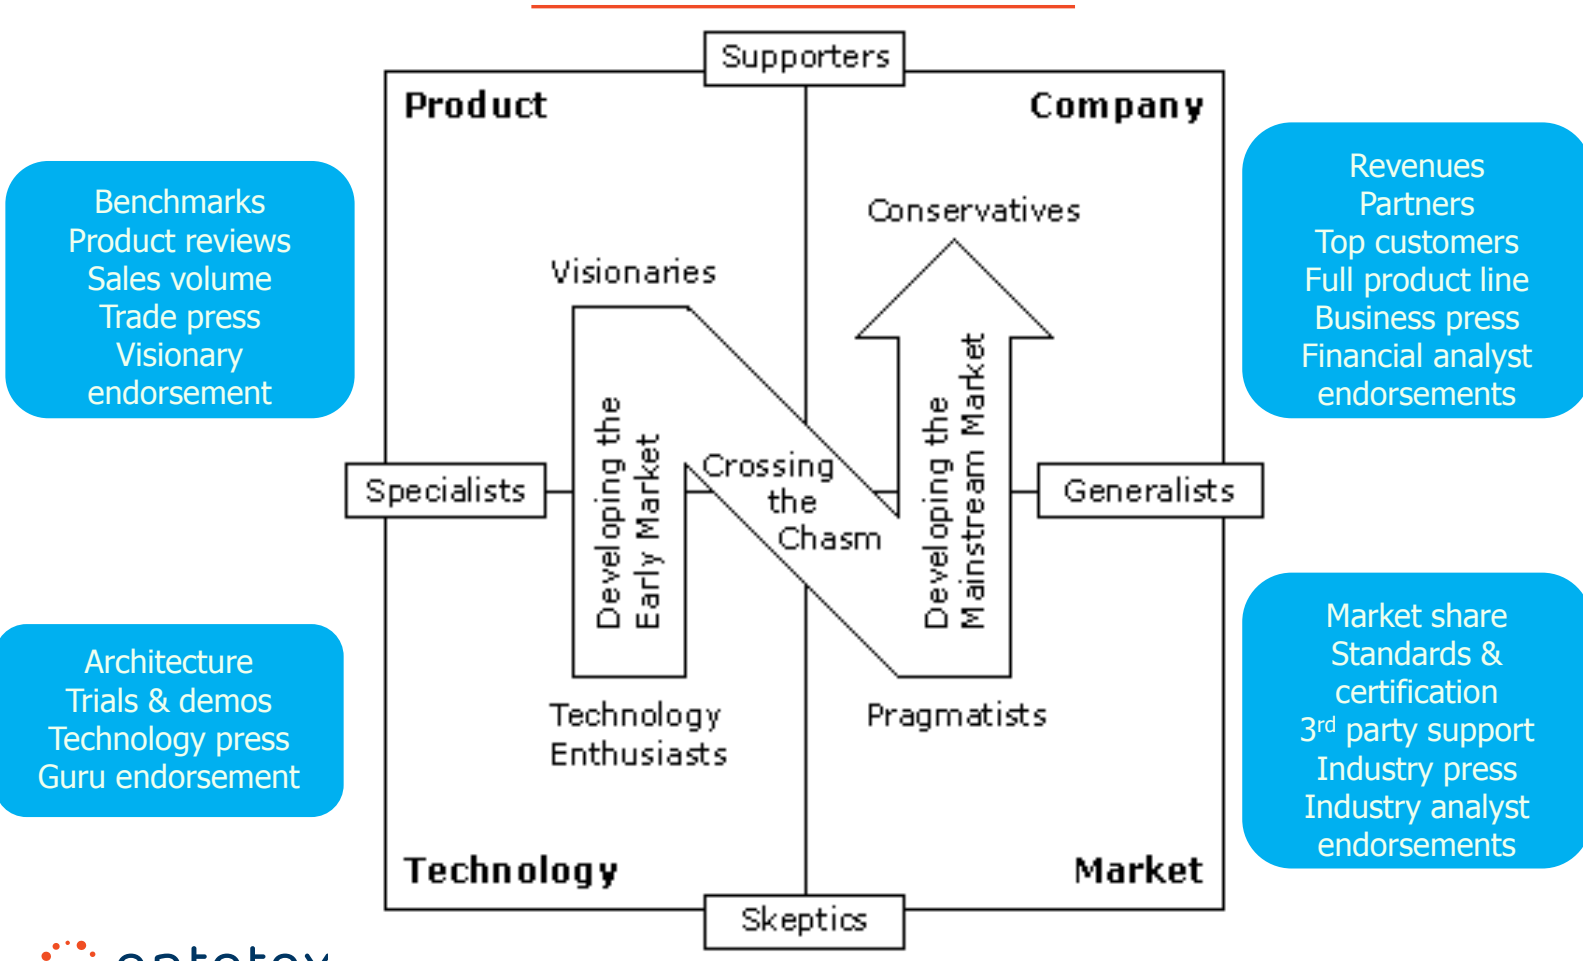 Supporters
Product
Company
Benchmarks
Product reviews
Sales volume
Trade press
Visionary
endorsement
Revenues
Partners
Top customers
Full product line
Business press
Financial analyst
endorsements
Visionaries
Conservatives
Specialists
Developing the
Early Market
Crossing
the
Chasm
Developing the
Mainstream Market
Generalists
Architecture
Trials & demos
Technology press
Guru endorsement
Technology
Enthusiasts
Pragmatists
Market share
Standards &
certification
3rd party support
Industry press
Industry analyst
endorsements
Technology
Market
Skeptics